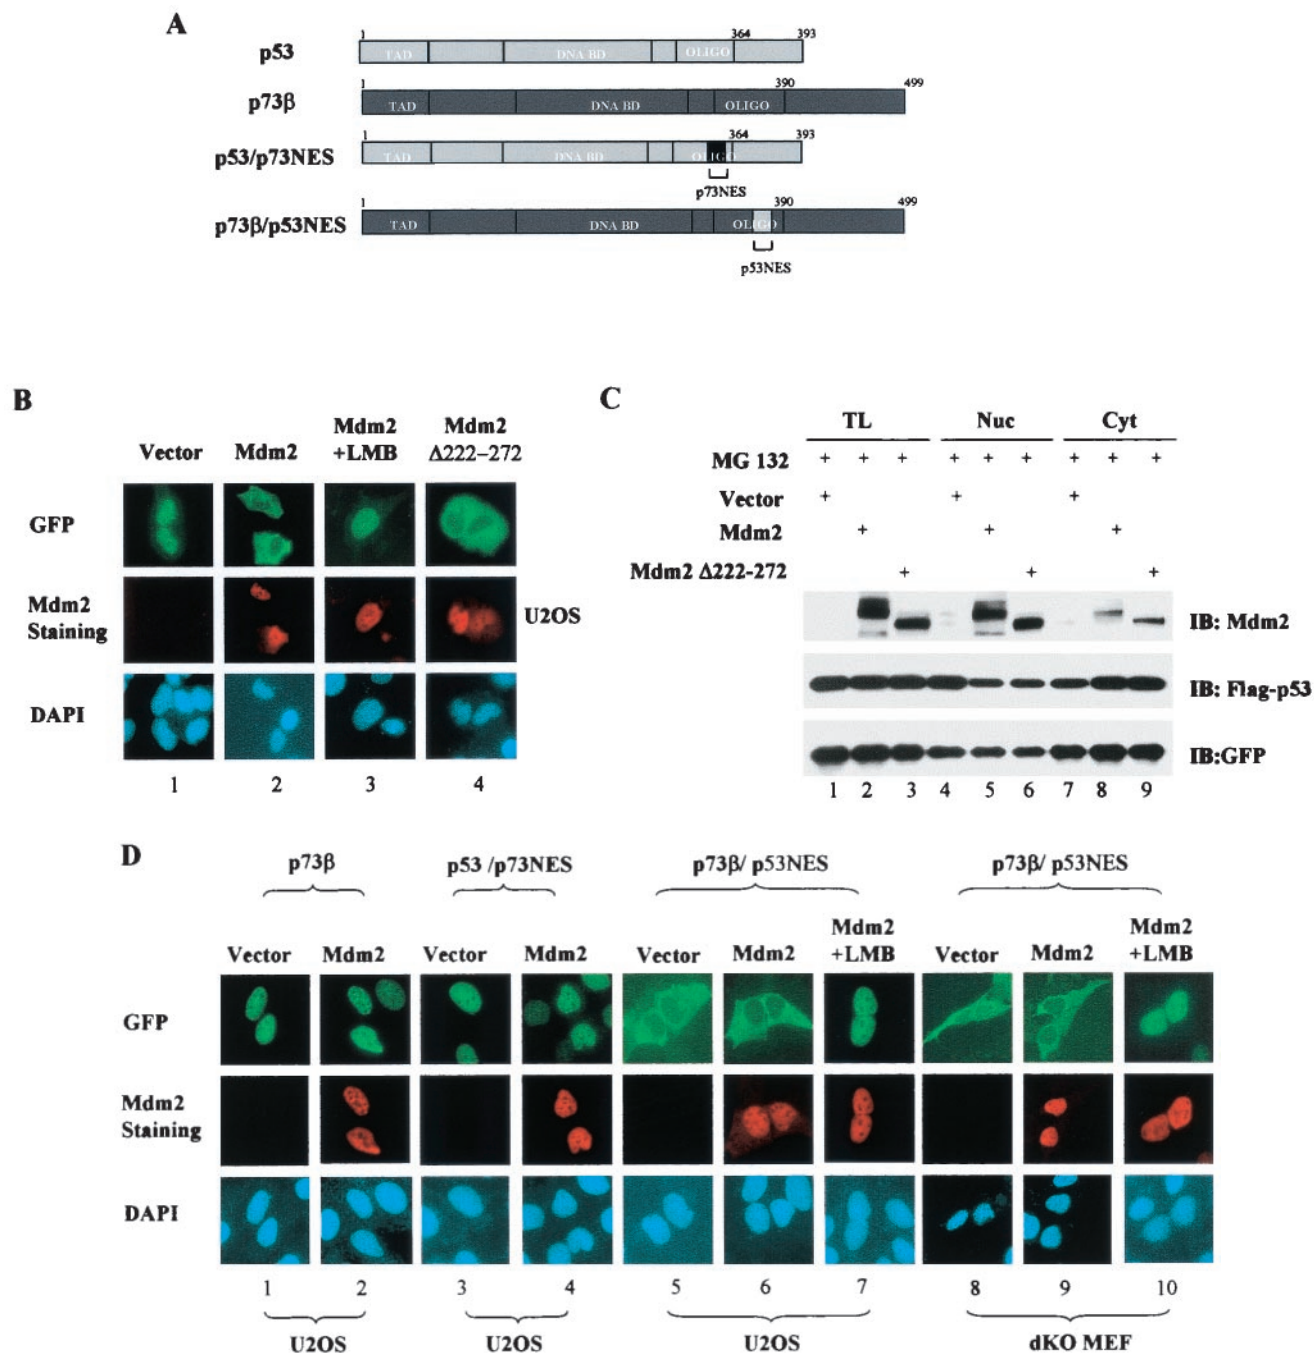 A
p53
1
364
393
TAD
DNA BD
OLIGO
p73β
1
390
499
TAD
DNA BD
OLIGO
p53/p73NES
1
364
393
TAD
DNA BD
OLIGO
p73NES
p73β/p53NES
1
390
499
TAD
DNA BD
OLIGO
p53NES
B
Vector
Mdm2
Mdm2
+LMB
Mdm2
Δ222–272
GFP
Mdm2
Staining
DAPI
U2OS
1 2 3 4
C
TL Nuc Cyt
MG 132 + + + + + + + + +
Vector + + +
Mdm2 + + +
Mdm2 Δ222-272 + + +
IB: Mdm2
IB: Flag-p53
IB:GFP
1 2 3 4 5 6 7 8 9
D
p73β
p53 /p73NES
p73β/ p53NES
p73β/ p53NES
Vector
Mdm2
Vector
Mdm2
Vector
Mdm2
Mdm2
+LMB
Vector
Mdm2
Mdm2
+LMB
GFP
Mdm2
Staining
DAPI
1 2 3 4 5 6 7 8 9 10
U2OS
U2OS
U2OS
dKO MEF